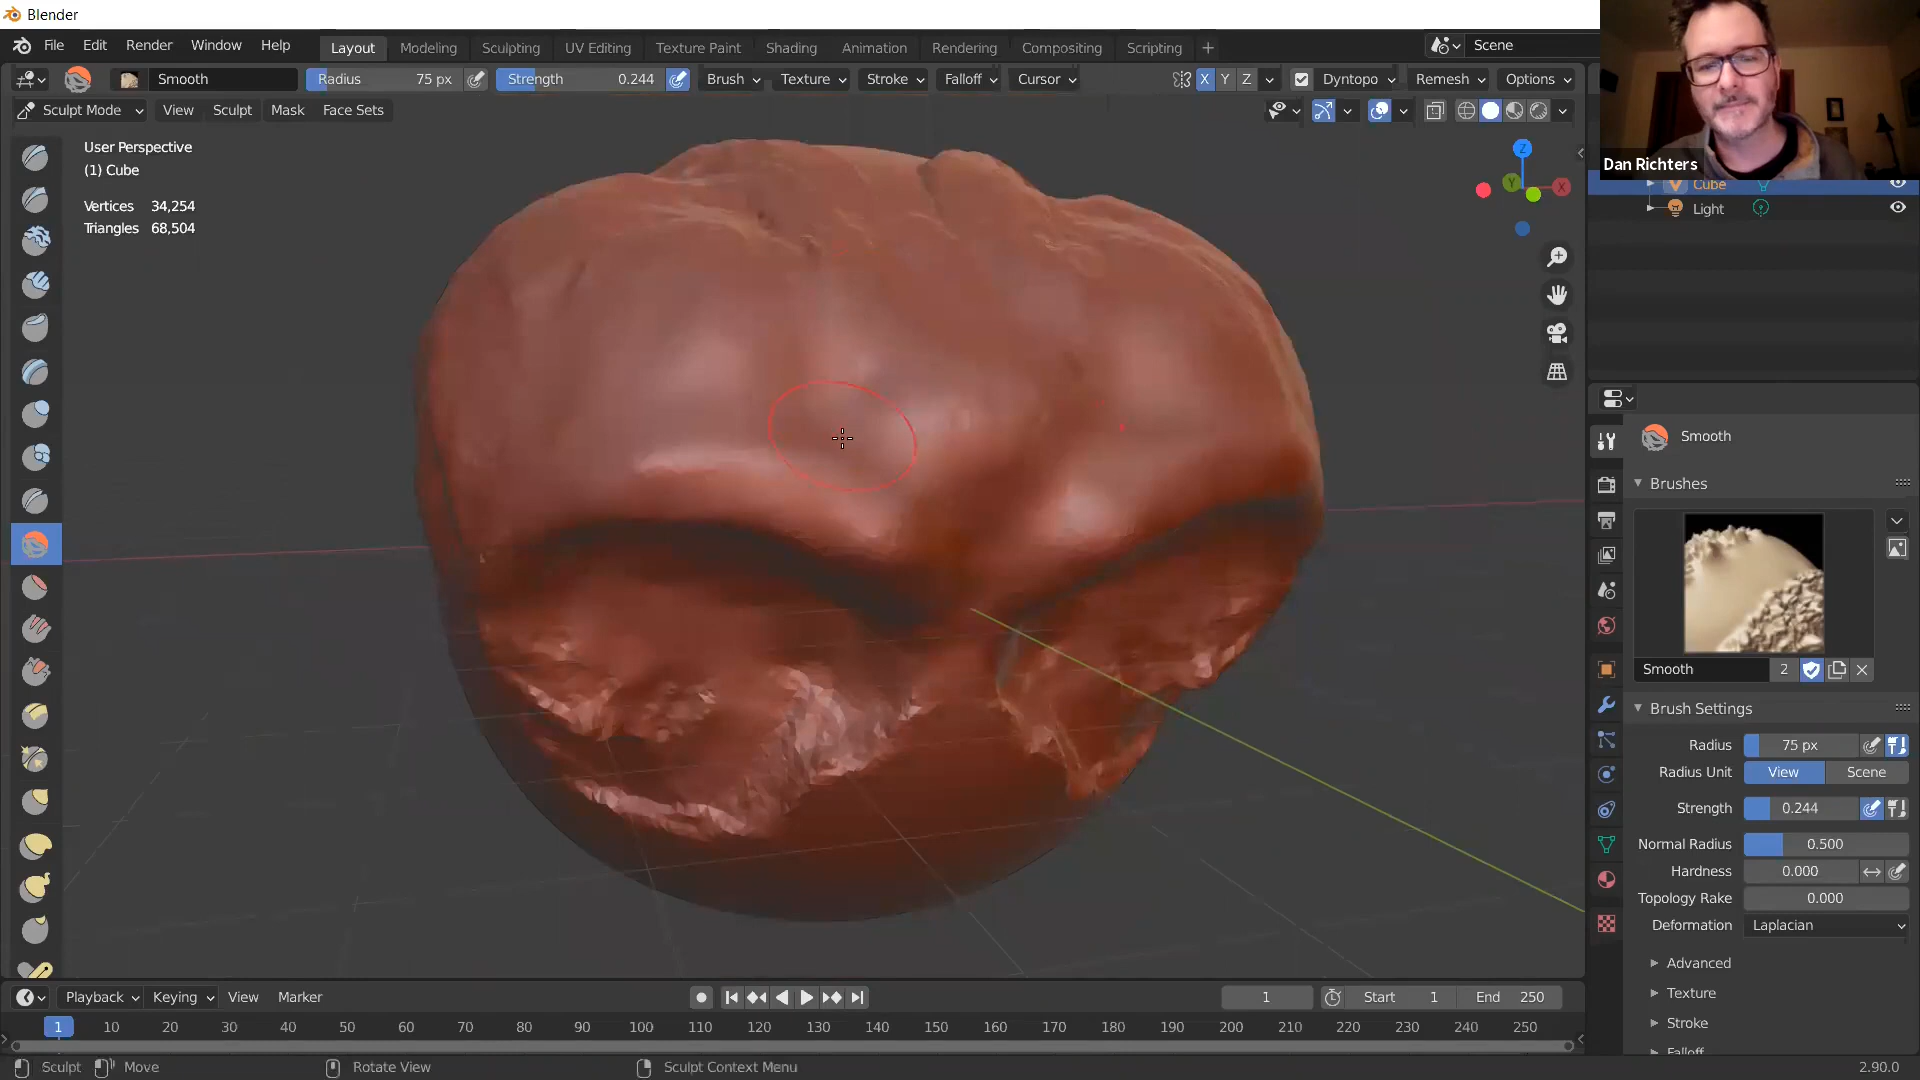 Blender
File Edit Render Window Help Layout Modeling Sculpting UV Editing Texture Paint Shading Animation Rendering Compositing Scripting + Scene
Smooth Radius 75 px Strength 0.244 Brush Texture Stroke Falloff Cursor X Y Z Dyntopo Remesh Options
Sculpt Mode View Sculpt Mask Face Sets
User Perspective
(1) Cube
Vertices 34,254
Triangles 68,504
Z
Y
X
Dan Richters
Cube
Light
Smooth
Brushes
Smooth 2
Brush Settings
Radius 75 px
Radius Unit View Scene
Strength 0.244
Normal Radius 0.500
Hardness 0.000
Topology Rake 0.000
Deformation Laplacian
Advanced
Texture
Stroke
Falloff
Playback Keying View Marker 1 Start 1 End 250
1 10 20 30 40 50 60 70 80 90 100 110 120 130 140 150 160 170 180 190 200 210 220 230 240 250
Sculpt Move Rotate View Sculpt Context Menu 2.90.0